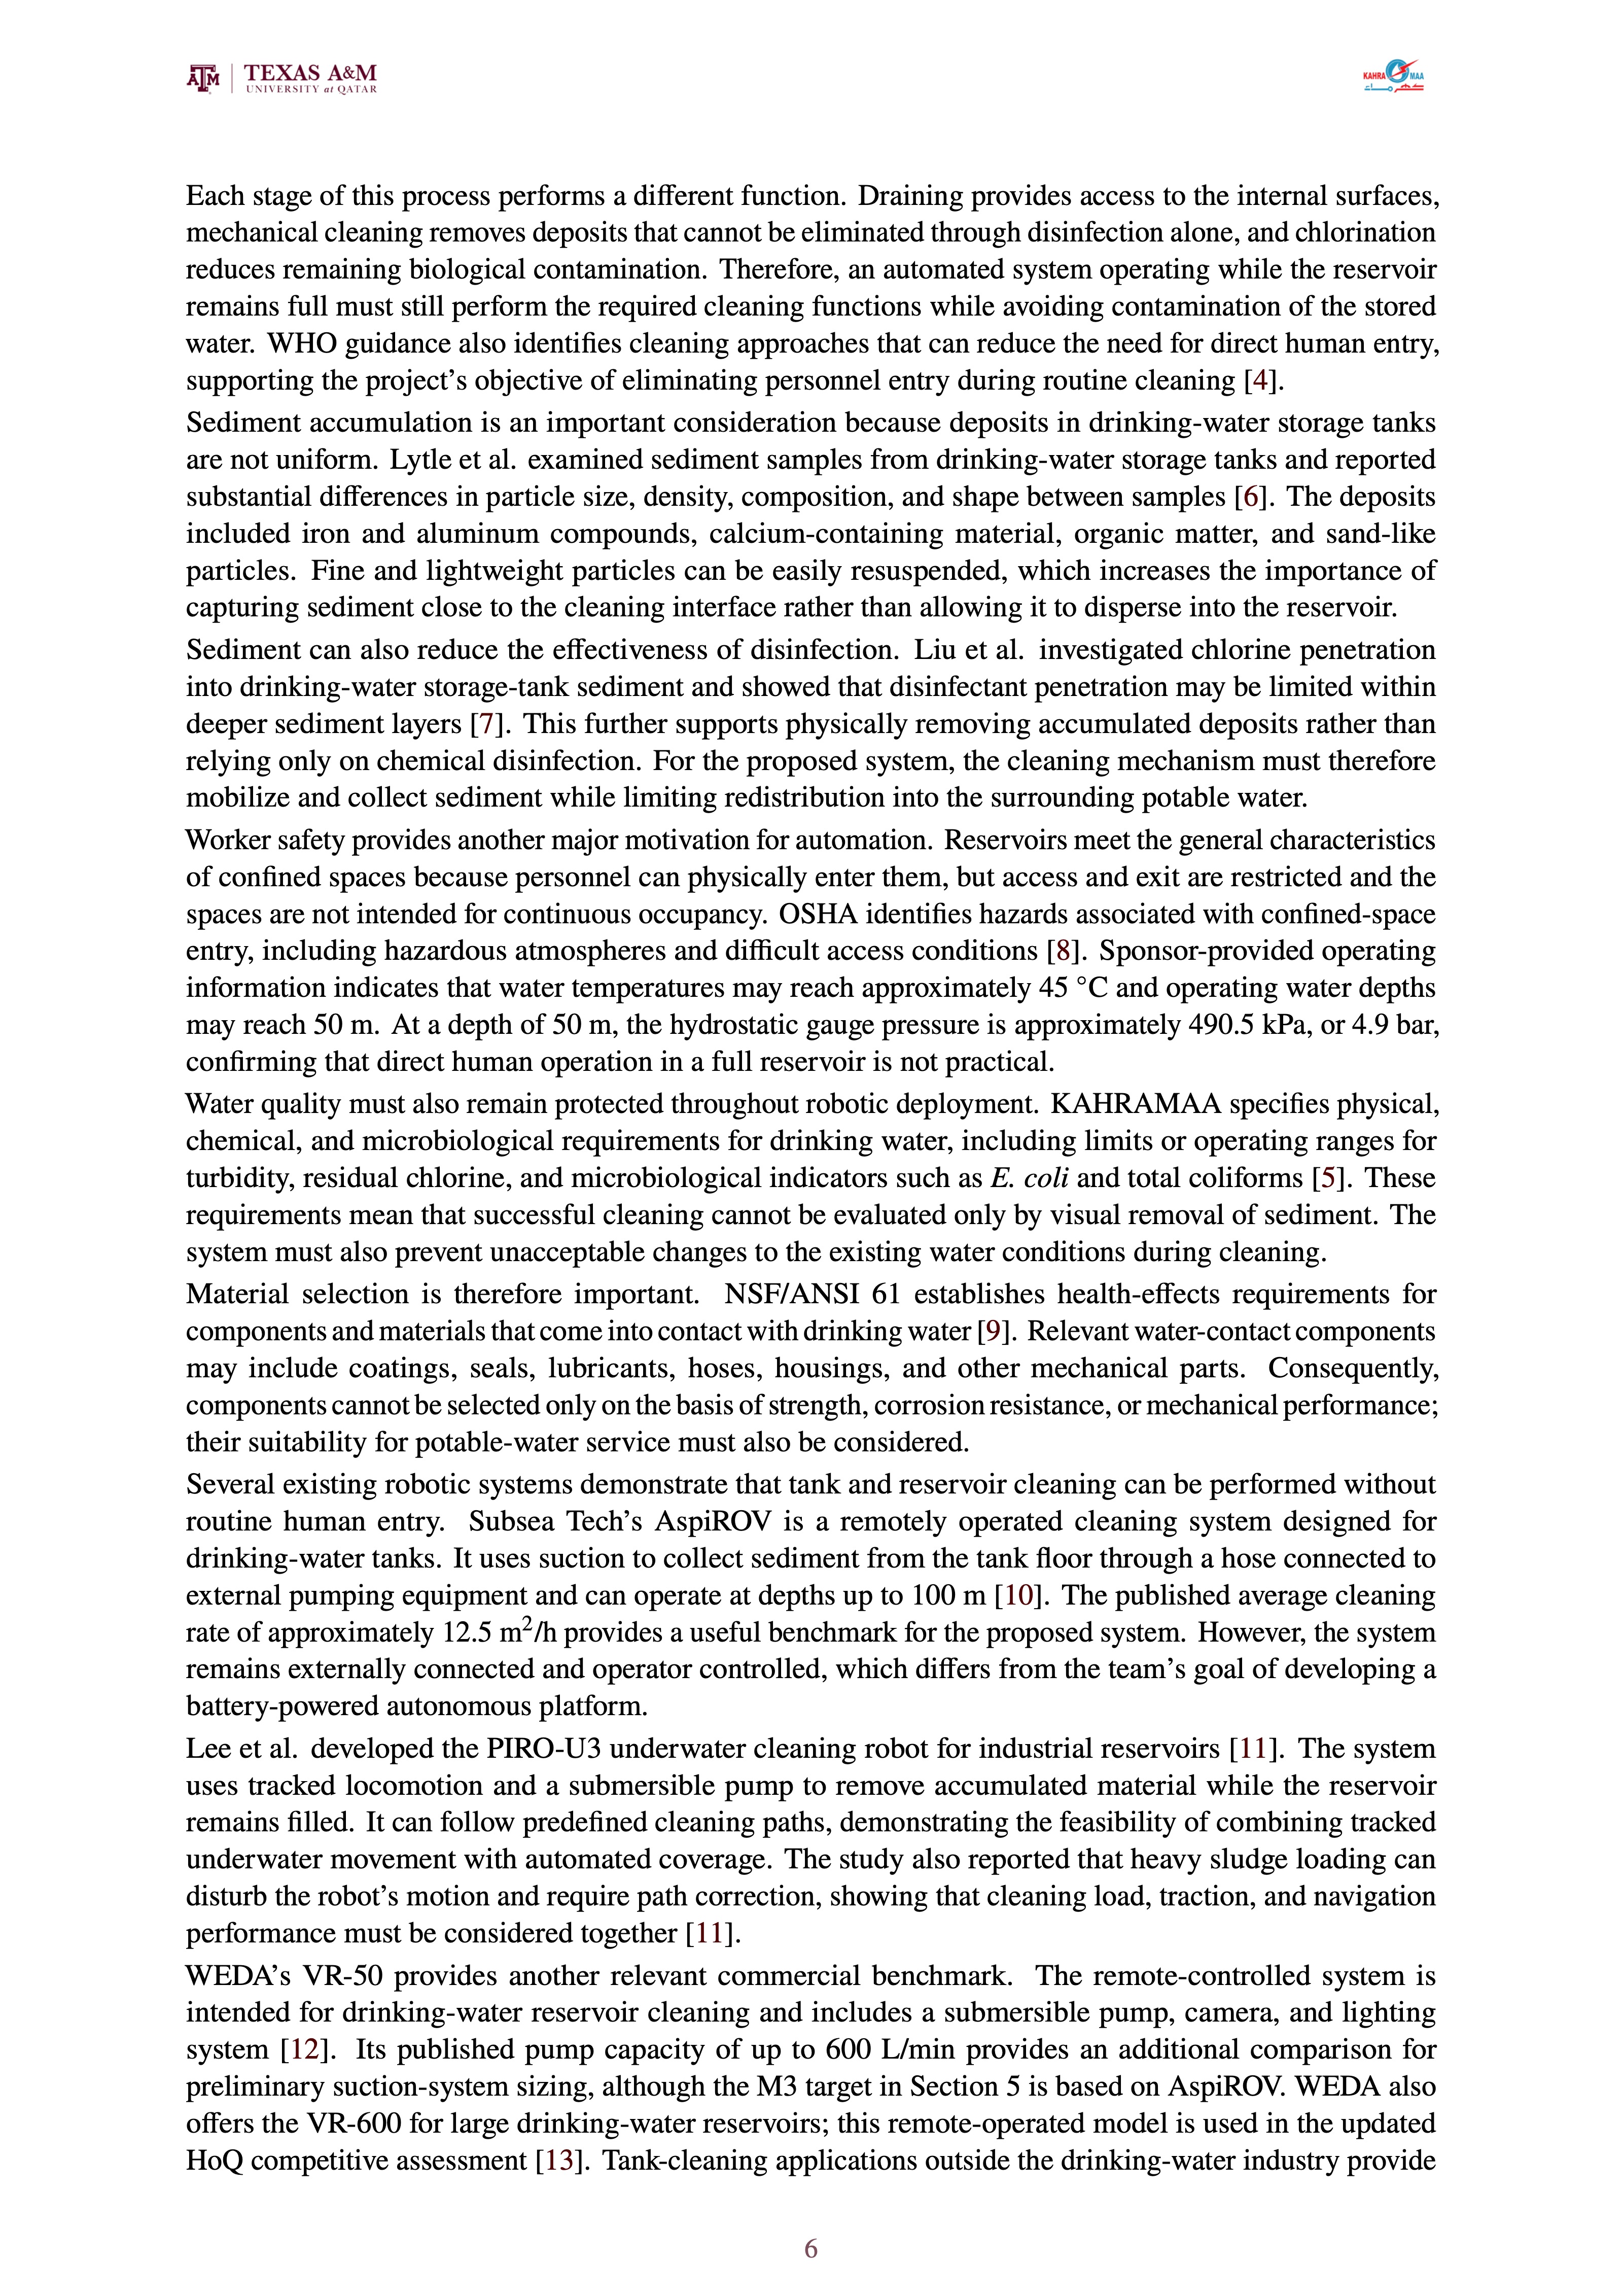 TEXAS A&M
UNIVERSITY at QATAR
KAHRA MAA
كهرماء
Each stage of this process performs a different function. Draining provides access to the internal surfaces,
mechanical cleaning removes deposits that cannot be eliminated through disinfection alone, and chlorination
reduces remaining biological contamination. Therefore, an automated system operating while the reservoir
remains full must still perform the required cleaning functions while avoiding contamination of the stored
water. WHO guidance also identifies cleaning approaches that can reduce the need for direct human entry,
supporting the project's objective of eliminating personnel entry during routine cleaning [4].
Sediment accumulation is an important consideration because deposits in drinking-water storage tanks
are not uniform. Lytle et al. examined sediment samples from drinking-water storage tanks and reported
substantial differences in particle size, density, composition, and shape between samples [6]. The deposits
included iron and aluminum compounds, calcium-containing material, organic matter, and sand-like
particles. Fine and lightweight particles can be easily resuspended, which increases the importance of
capturing sediment close to the cleaning interface rather than allowing it to disperse into the reservoir.
Sediment can also reduce the effectiveness of disinfection. Liu et al. investigated chlorine penetration
into drinking-water storage-tank sediment and showed that disinfectant penetration may be limited within
deeper sediment layers [7]. This further supports physically removing accumulated deposits rather than
relying only on chemical disinfection. For the proposed system, the cleaning mechanism must therefore
mobilize and collect sediment while limiting redistribution into the surrounding potable water.
Worker safety provides another major motivation for automation. Reservoirs meet the general characteristics
of confined spaces because personnel can physically enter them, but access and exit are restricted and the
spaces are not intended for continuous occupancy. OSHA identifies hazards associated with confined-space
entry, including hazardous atmospheres and difficult access conditions [8]. Sponsor-provided operating
information indicates that water temperatures may reach approximately 45 °C and operating water depths
may reach 50 m. At a depth of 50 m, the hydrostatic gauge pressure is approximately 490.5 kPa, or 4.9 bar,
confirming that direct human operation in a full reservoir is not practical.
Water quality must also remain protected throughout robotic deployment. KAHRAMAA specifies physical,
chemical, and microbiological requirements for drinking water, including limits or operating ranges for
turbidity, residual chlorine, and microbiological indicators such as E. coli and total coliforms [5]. These
requirements mean that successful cleaning cannot be evaluated only by visual removal of sediment. The
system must also prevent unacceptable changes to the existing water conditions during cleaning.
Material selection is therefore important. NSF/ANSI 61 establishes health-effects requirements for
components and materials that come into contact with drinking water [9]. Relevant water-contact components
may include coatings, seals, lubricants, hoses, housings, and other mechanical parts. Consequently,
components cannot be selected only on the basis of strength, corrosion resistance, or mechanical performance;
their suitability for potable-water service must also be considered.
Several existing robotic systems demonstrate that tank and reservoir cleaning can be performed without
routine human entry. Subsea Tech's AspiROV is a remotely operated cleaning system designed for
drinking-water tanks. It uses suction to collect sediment from the tank floor through a hose connected to
external pumping equipment and can operate at depths up to 100 m [10]. The published average cleaning
rate of approximately 12.5 m²/h provides a useful benchmark for the proposed system. However, the system
remains externally connected and operator controlled, which differs from the team's goal of developing a
battery-powered autonomous platform.
Lee et al. developed the PIRO-U3 underwater cleaning robot for industrial reservoirs [11]. The system
uses tracked locomotion and a submersible pump to remove accumulated material while the reservoir
remains filled. It can follow predefined cleaning paths, demonstrating the feasibility of combining tracked
underwater movement with automated coverage. The study also reported that heavy sludge loading can
disturb the robot's motion and require path correction, showing that cleaning load, traction, and navigation
performance must be considered together [11].
WEDA's VR-50 provides another relevant commercial benchmark. The remote-controlled system is
intended for drinking-water reservoir cleaning and includes a submersible pump, camera, and lighting
system [12]. Its published pump capacity of up to 600 L/min provides an additional comparison for
preliminary suction-system sizing, although the M3 target in Section 5 is based on AspiROV. WEDA also
offers the VR-600 for large drinking-water reservoirs; this remote-operated model is used in the updated
HoQ competitive assessment [13]. Tank-cleaning applications outside the drinking-water industry provide
6